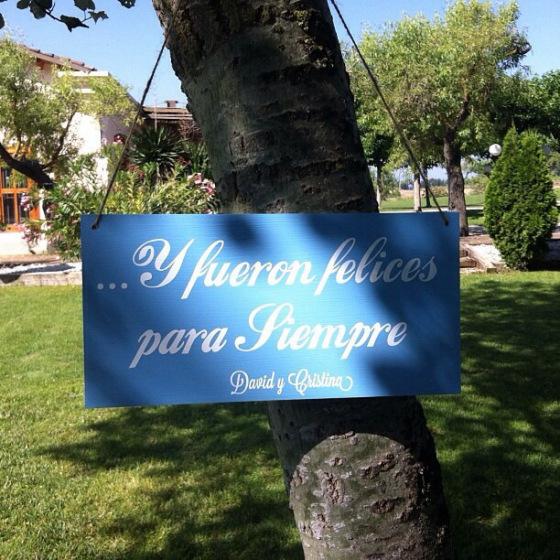 ...Y fueron felices
para Siempre
David y Cristina